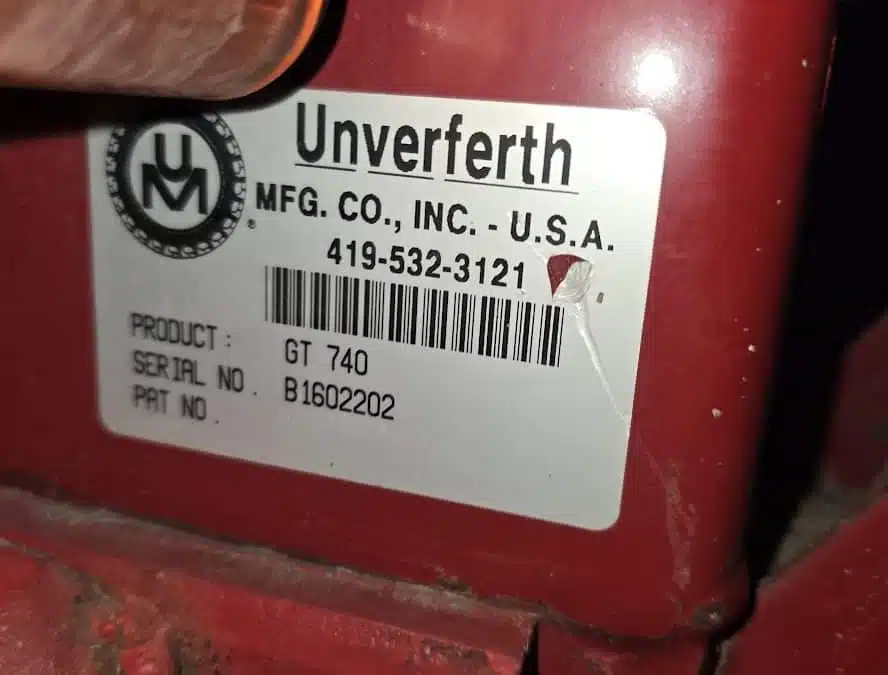 UM
Unverferth
®
MFG. CO., INC. - U.S.A.
419-532-3121
PRODUCT : GT 740
SERIAL NO . B1602202
PAT NO .